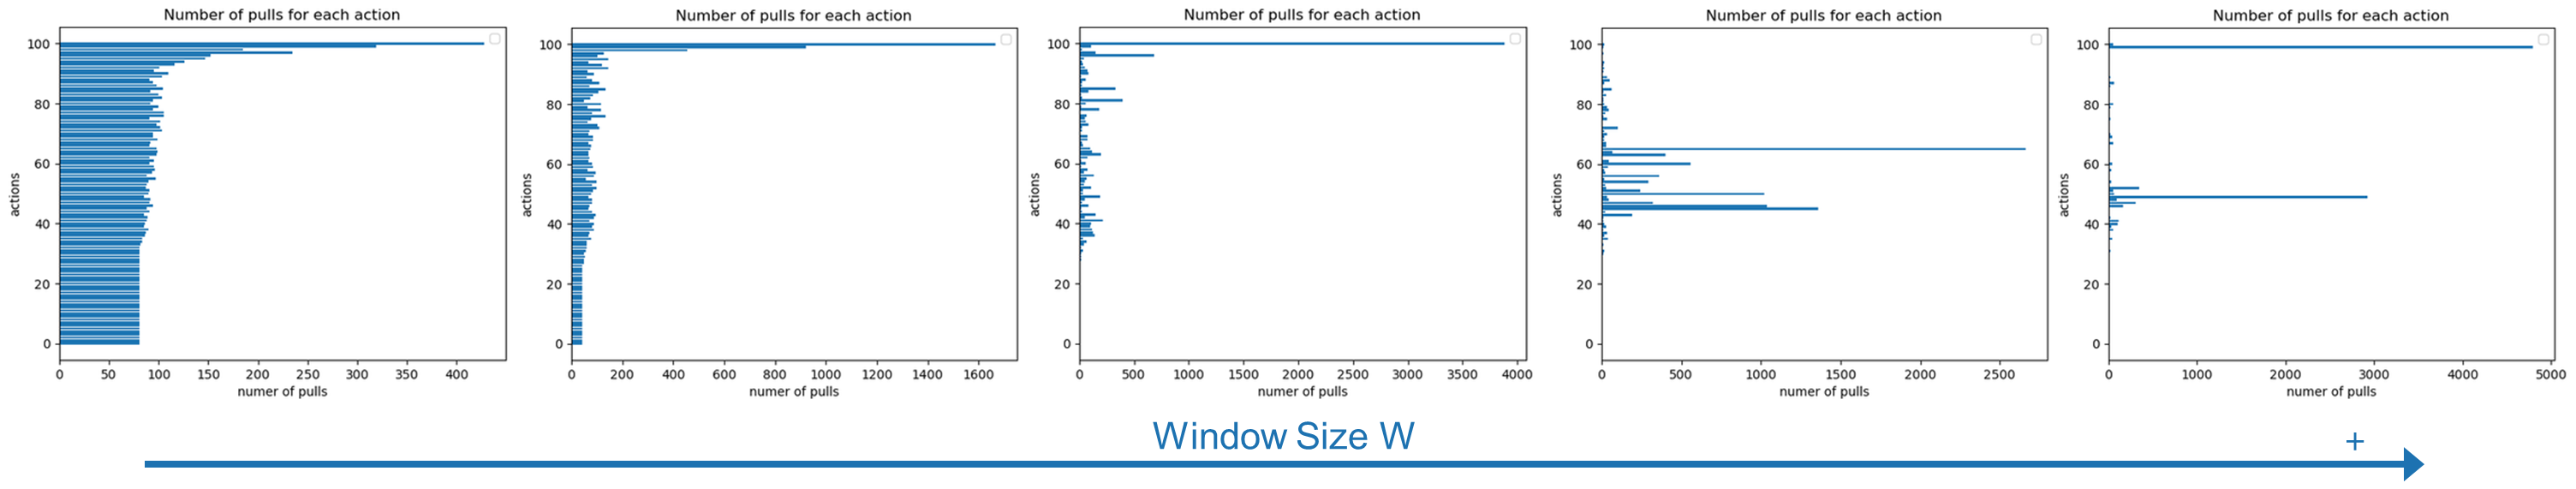 Number of pulls for each action
100
80
60
40
20
0
actions
0 50 100 150 200 250 300 350 400
numer of pulls
Number of pulls for each action
100
80
60
40
20
0
actions
0 200 400 600 800 1000 1200 1400 1600
numer of pulls
Number of pulls for each action
100
80
60
40
20
0
actions
0 500 1000 1500 2000 2500 3000 3500 4000
numer of pulls
Number of pulls for each action
100
80
60
40
20
0
actions
0 500 1000 1500 2000 2500
numer of pulls
Number of pulls for each action
100
80
60
40
20
0
actions
0 1000 2000 3000 4000 5000
numer of pulls
Window Size W
+